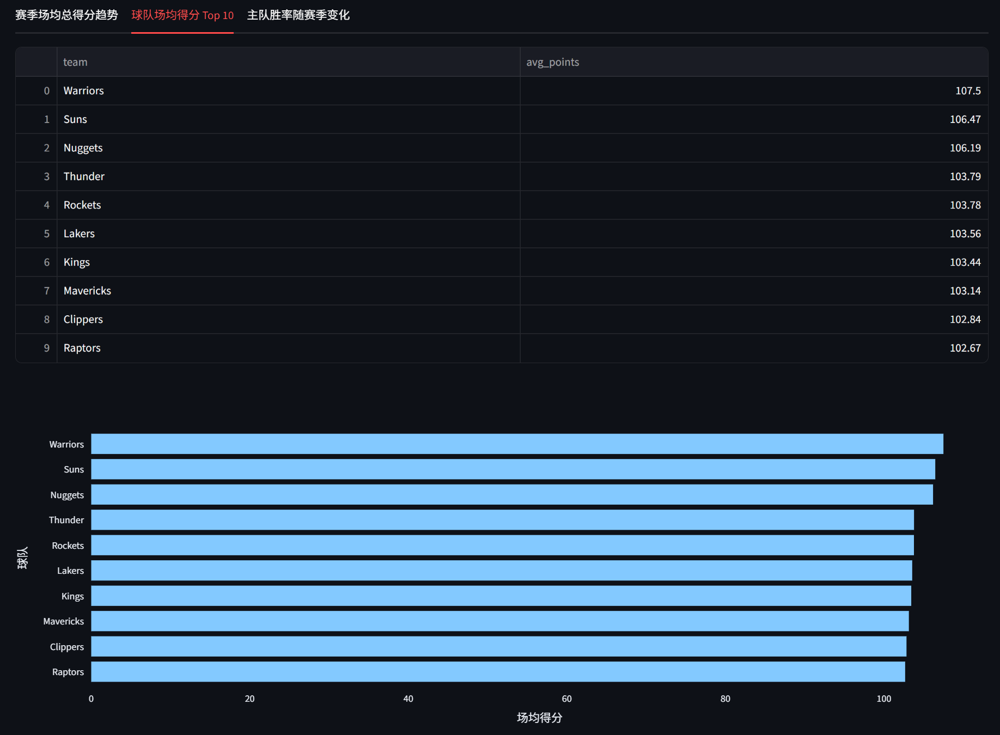 赛季场均总得分趋势 球队场均得分 Top 10 主队胜率随赛季变化
team avg_points
0 Warriors 107.5
1 Suns 106.47
2 Nuggets 106.19
3 Thunder 103.79
4 Rockets 103.78
5 Lakers 103.56
6 Kings 103.44
7 Mavericks 103.14
8 Clippers 102.84
9 Raptors 102.67
球队
Warriors
Suns
Nuggets
Thunder
Rockets
Lakers
Kings
Mavericks
Clippers
Raptors
0 20 40 60 80 100
场均得分